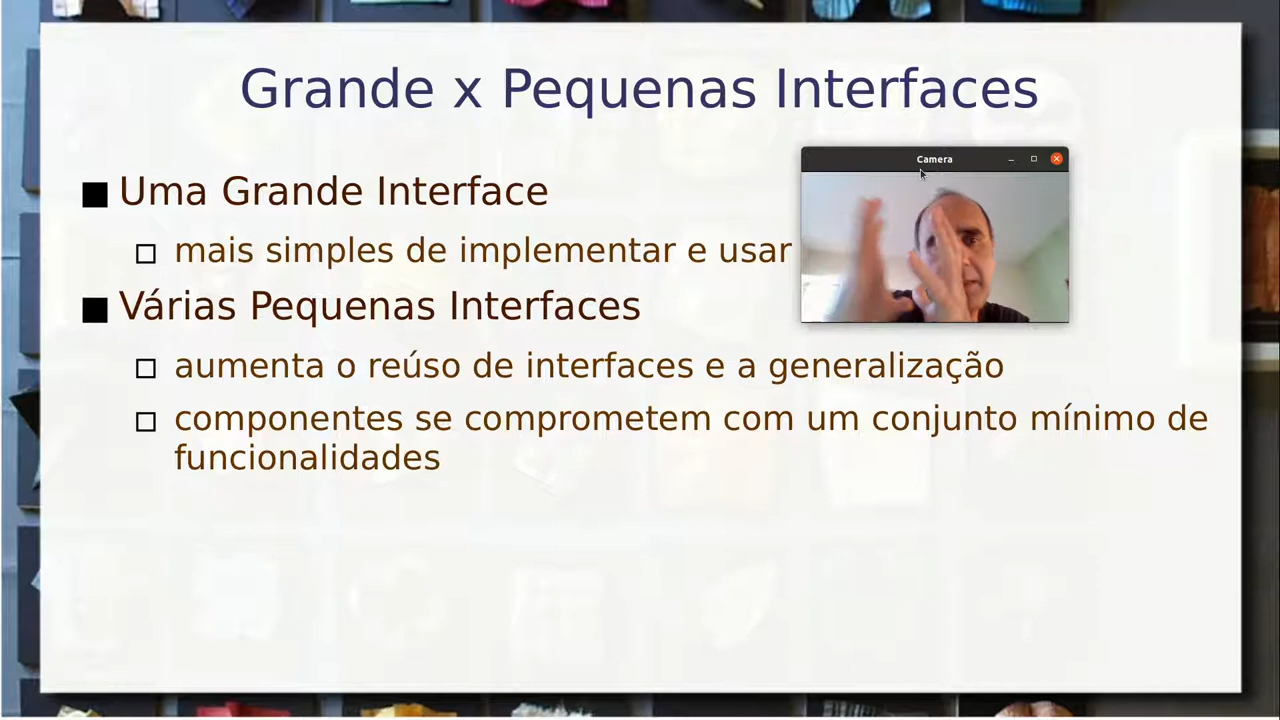 Grande x Pequenas Interfaces
Camera
Uma Grande Interface
mais simples de implementar e usar
Várias Pequenas Interfaces
aumenta o reúso de interfaces e a generalização
componentes se comprometem com um conjunto mínimo de
funcionalidades